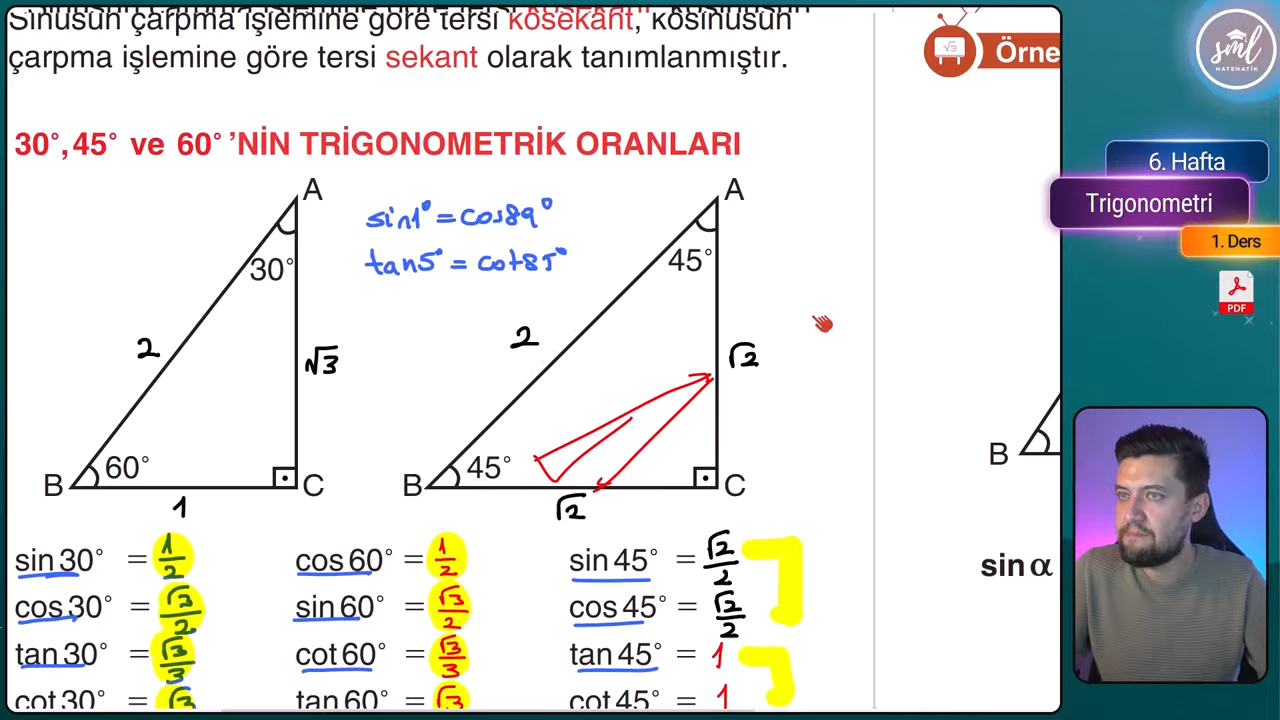 Sinüsün çarpma işlemine göre tersi kosekant, kosinüsün
çarpma işlemine göre tersi sekant olarak tanımlanmıştır.
√3 Örne
sml
MATEMATİK
30°, 45° ve 60° 'NİN TRİGONOMETRİK ORANLARI
6. Hafta
Trigonometri
1. Ders
PDF
A
30°
2
√3
60°
B
C
1
sin1° = cos89°
tan5° = cot85°
A
45°
2
√2
45°
B
C
√2
B
sin α
sin 30° = 1/2
cos 60° = 1/2
sin 45° = √2/2
cos 30° = √3/2
sin 60° = √3/2
cos 45° = √2/2
tan 30° = √3/3
cot 60° = √3/3
tan 45° = 1
cot 30° = √3
tan 60° = √3
cot 45° = 1